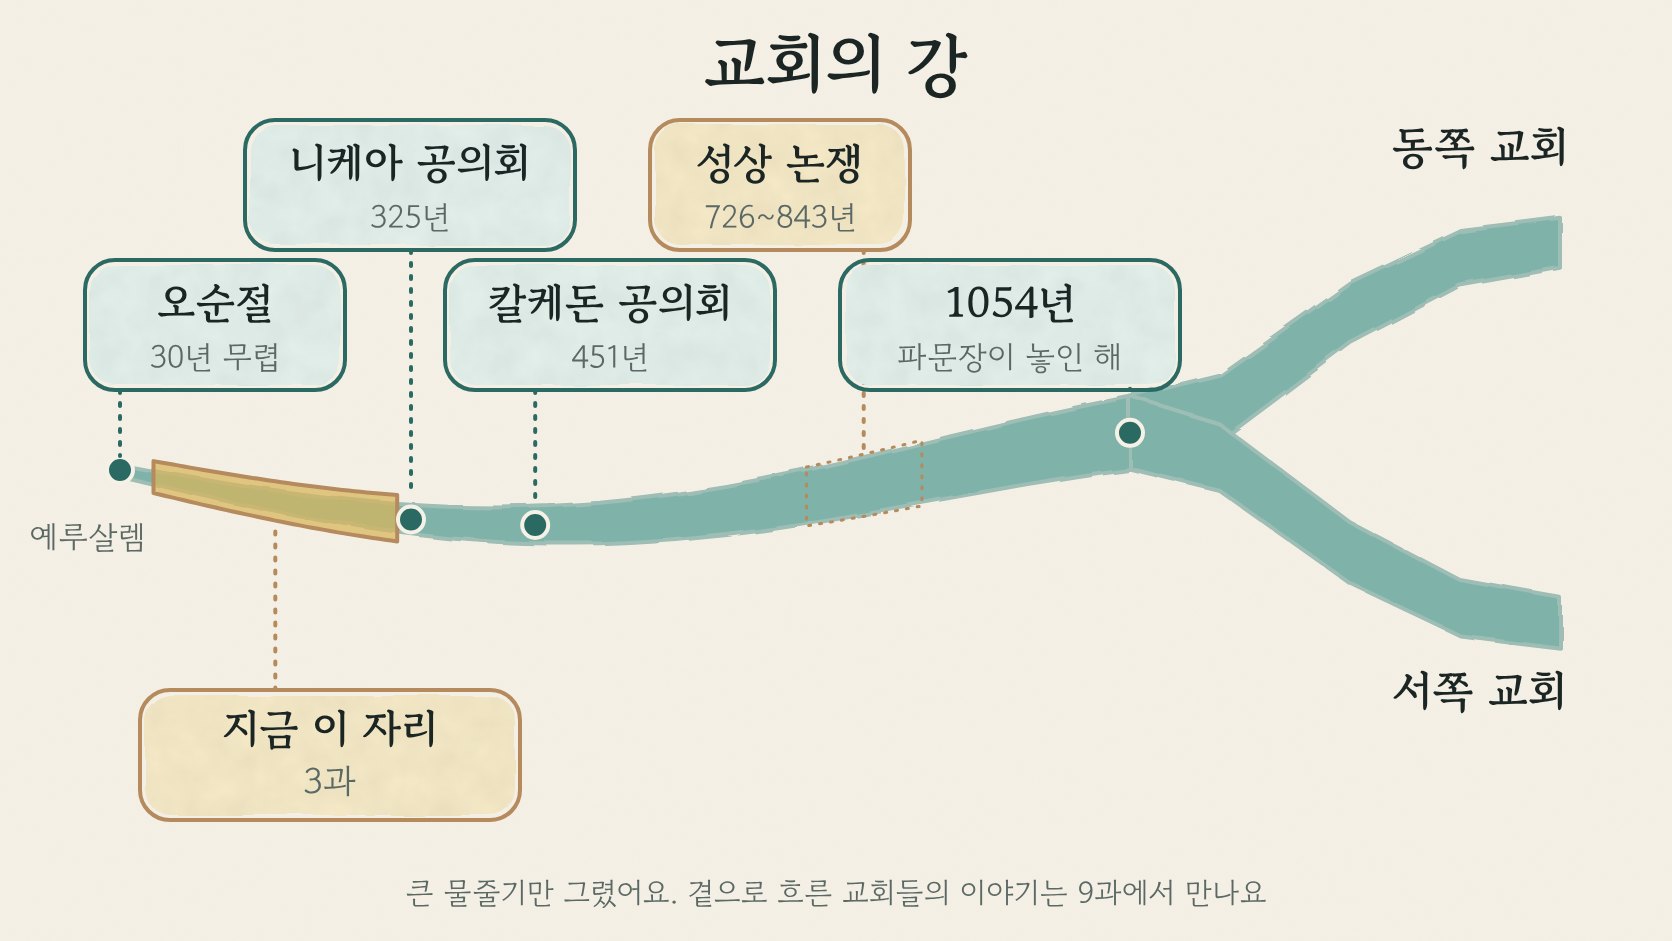 교회의 강
니케아 공의회
325년
성상 논쟁
726~843년
동쪽 교회
오순절
30년 무렵
칼케돈 공의회
451년
1054년
파문장이 놓인 해
예루살렘
서쪽 교회
지금 이 자리
3과
큰 물줄기만 그렸어요. 곁으로 흐른 교회들의 이야기는 9과에서 만나요